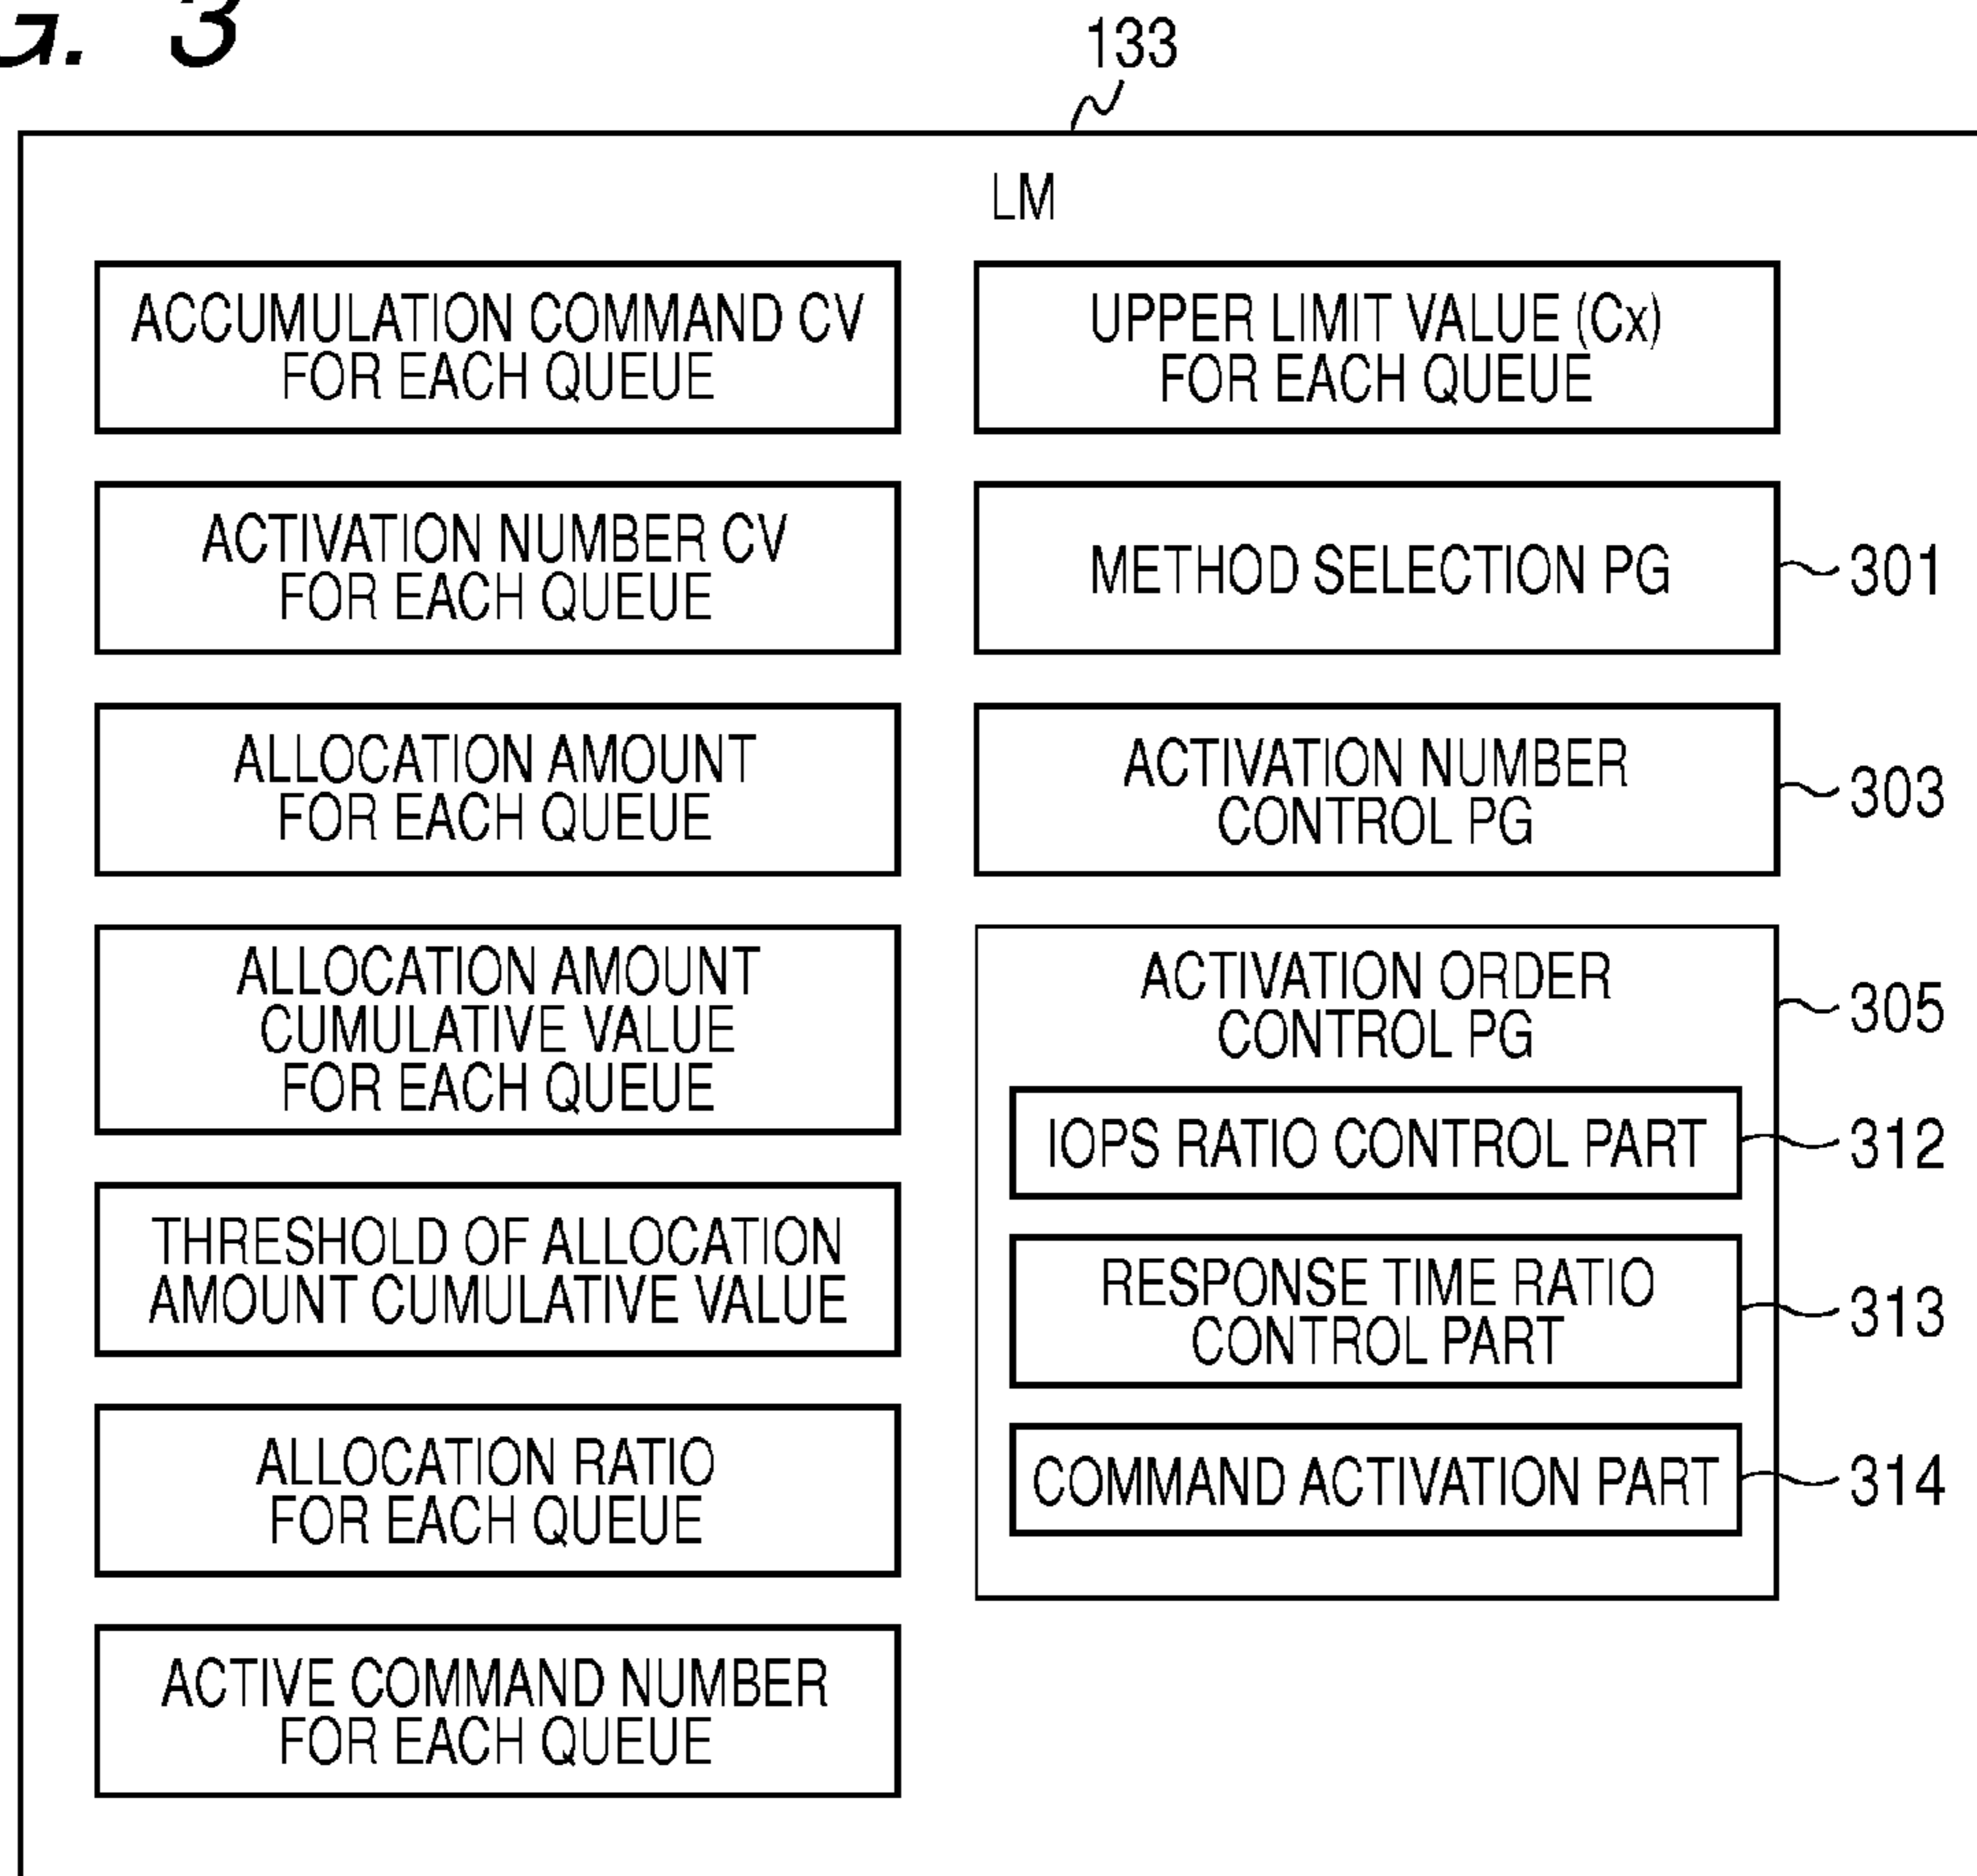 G. 3
133
LM
ACCUMULATION COMMAND CV
FOR EACH QUEUE
ACTIVATION NUMBER CV
FOR EACH QUEUE
ALLOCATION AMOUNT
FOR EACH QUEUE
ALLOCATION AMOUNT
CUMULATIVE VALUE
FOR EACH QUEUE
THRESHOLD OF ALLOCATION
AMOUNT CUMULATIVE VALUE
ALLOCATION RATIO
FOR EACH QUEUE
ACTIVE COMMAND NUMBER
FOR EACH QUEUE
UPPER LIMIT VALUE (Cx)
FOR EACH QUEUE
METHOD SELECTION PG
301
ACTIVATION NUMBER
CONTROL PG
303
ACTIVATION ORDER
CONTROL PG
305
IOPS RATIO CONTROL PART
312
RESPONSE TIME RATIO
CONTROL PART
313
COMMAND ACTIVATION PART
314